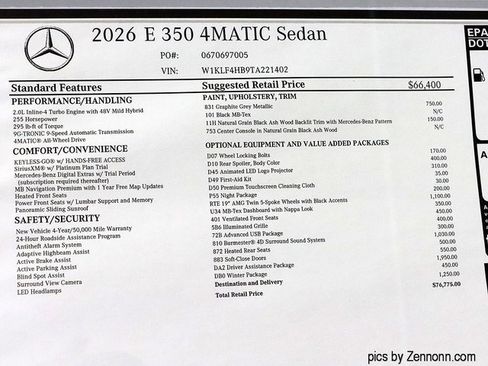 2026 E 350 4MATIC Sedan
PO#: 0670697005
VIN: W1KLF4HB9TA221402
EPA
DOT
Standard Features
PERFORMANCE/HANDLING
2.0L Inline-4 Turbo Engine with 48V Mild Hybrid
255 Horsepower
295 lb-ft of Torque
9G-TRONIC 9-Speed Automatic Transmission
4MATIC® All-Wheel Drive
COMFORT/CONVENIENCE
KEYLESS-GO® w/ HANDS-FREE ACCESS
SiriusXM® w/ Platinum Plan Trial
Mercedes-Benz Digital Extras w/ Trial Period
(subscription required thereafter)
MB Navigation Premium with 1 Year Free Map Updates
Heated Front Seats
Power Front Seats w/ Lumbar Support and Memory
Panoramic Sliding Sunroof
SAFETY/SECURITY
New Vehicle 4-Year/50,000 Mile Warranty
24-Hour Roadside Assistance Program
Antitheft Alarm System
Adaptive Highbeam Assist
Active Brake Assist
Active Parking Assist
Blind Spot Assist
Surround View Camera
LED Headlamps
Suggested Retail Price $66,400
PAINT, UPHOLSTERY, TRIM
831 Graphite Grey Metallic 750.00
101 Black MB-Tex N/C
11H Natural Grain Black Ash Wood Backlit Trim with Mercedes-Benz Pattern 150.00
753 Center Console in Natural Grain Black Ash Wood N/C
OPTIONAL EQUIPMENT AND VALUE ADDED PACKAGES
D07 Wheel Locking Bolts 170.00
D10 Rear Spoiler, Body Color 400.00
D45 Animated LED Logo Projectors 310.00
D49 First-Aid Kit 35.00
D50 Premium Touchscreen Cleaning Cloth 30.00
P55 Night Package 200.00
RTE 19" AMG Twin 5-Spoke Wheels with Black Accents 1,100.00
U34 MB-Tex Dashboard with Nappa Look 350.00
401 Ventilated Front Seats 450.00
5B6 Illuminated Grille 300.00
72B Advanced USB Package
810 Burmester® 4D Surround Sound System 1,030.00
872 Heated Rear Seats 500.00
883 Soft-Close Doors 550.00
DA2 Driver Assistance Package 1,950.00
DB0 Winter Package 450.00
Destination and Delivery 1,250.00
Total Retail Price $76,775.00
pics by Zennonn.com